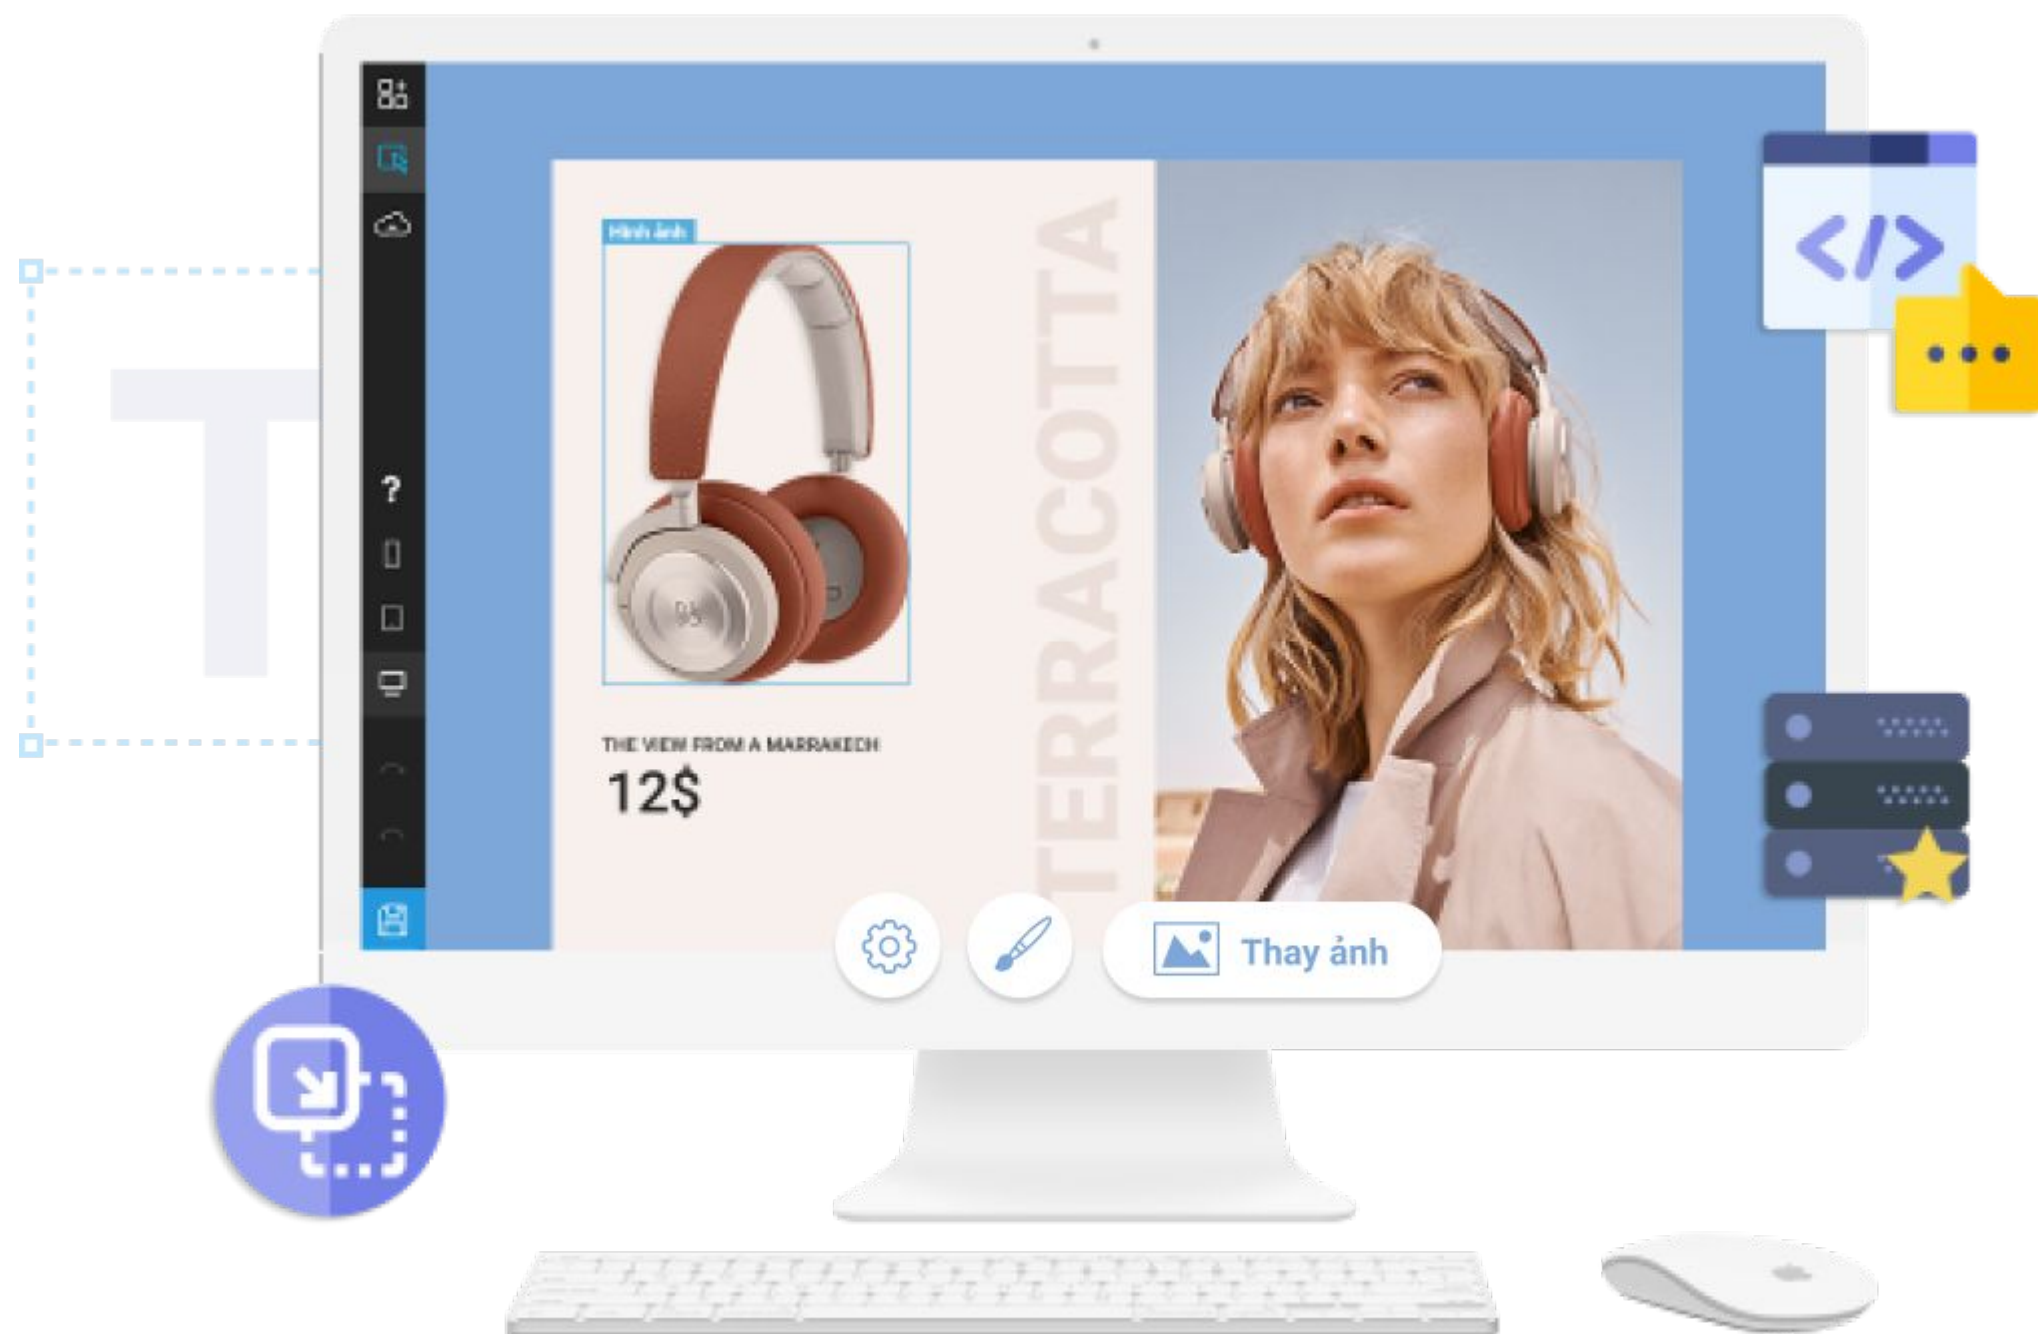 T
Hình ảnh
TERRACOTTA
THE VIEW FROM A MARRAKECH
12$
Thay ảnh